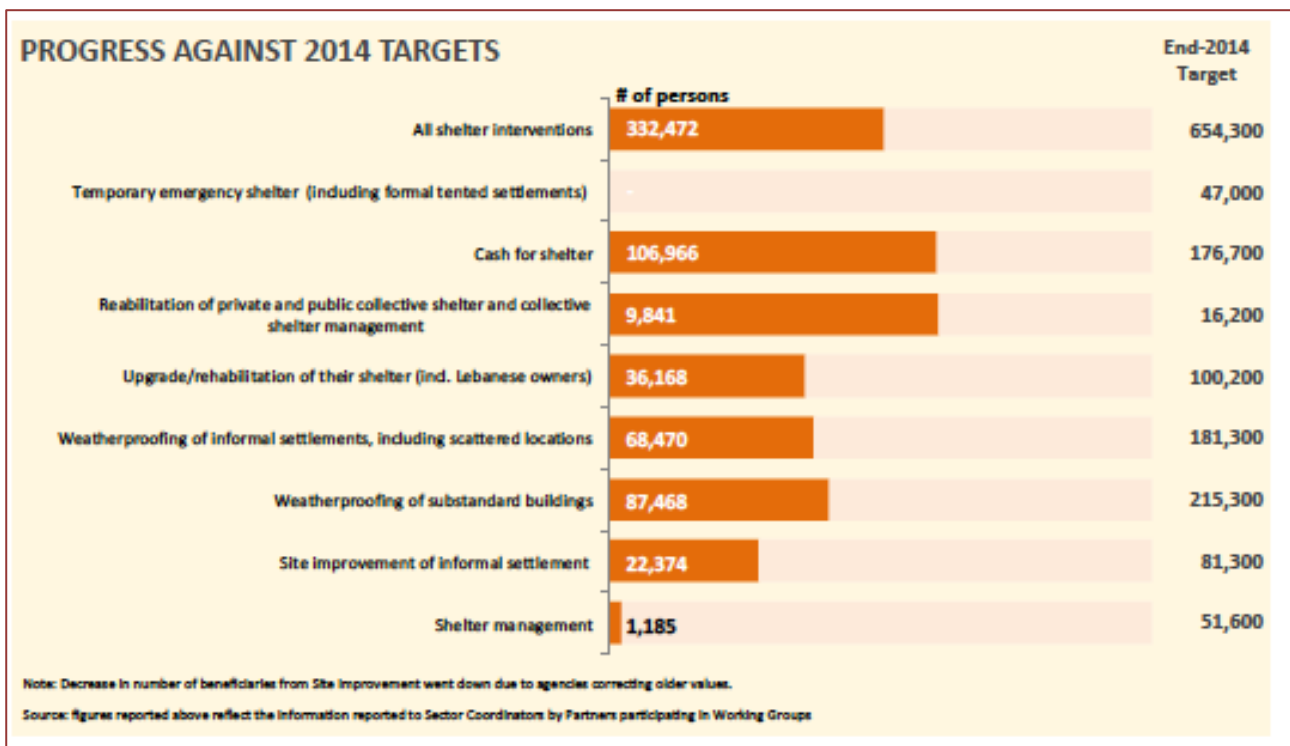 PROGRESS AGAINST 2014 TARGETS
End-2014
Target
# of persons
All shelter interventions 332,472 654,300
Temporary emergency shelter (including formal tented settlements) - 47,000
Cash for shelter 106,966 176,700
Reabilitation of private and public collective shelter and collective
shelter management 9,841 16,200
Upgrade/rehabilitation of their shelter (ind. Lebanese owners) 36,168 100,200
Weatherproofing of informal settlements, including scattered locations 68,470 181,300
Weatherproofing of substandard buildings 87,468 215,300
Site improvement of informal settlement 22,374 81,300
Shelter management 1,185 51,600
Note: Decrease in number of beneficiaries from Site Improvement went down due to agencies correcting older values.
Source: figures reported above reflect the information reported to Sector Coordinators by Partners participating in Working Groups